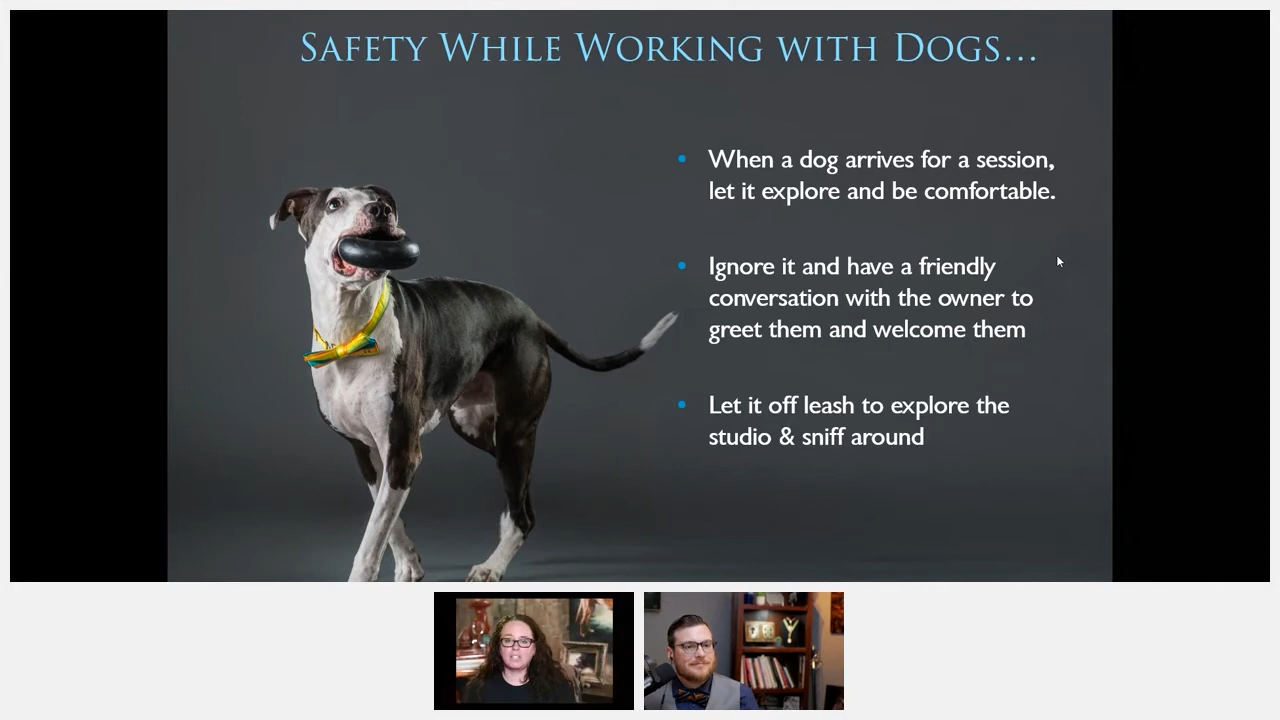 SAFETY WHILE WORKING WITH DOGS...
• When a dog arrives for a session,
let it explore and be comfortable.
• Ignore it and have a friendly
conversation with the owner to
greet them and welcome them
• Let it off leash to explore the
studio & sniff around